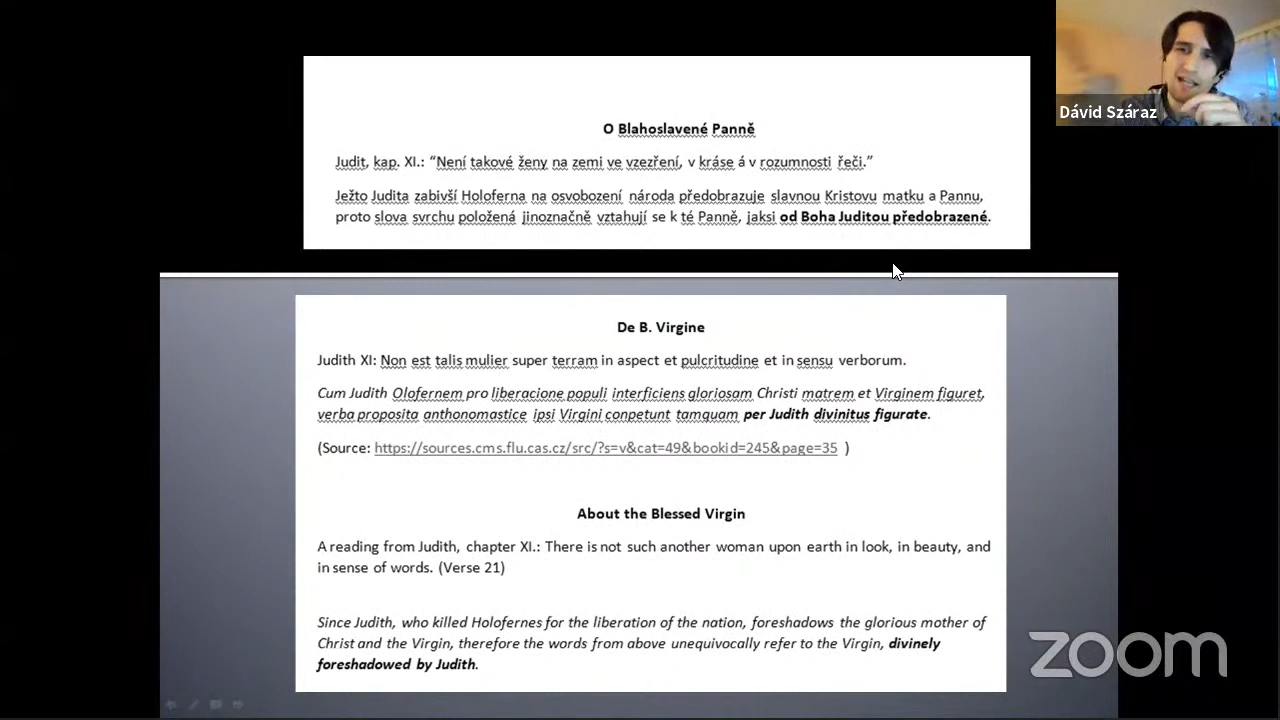 Dávid Száraz
O Blahoslavené Panně
Judit, kap. XI.: “Není takové ženy na zemi ve vzezření, v kráse á v rozumnosti řeči.”
Ježto Judita zabivší Holoferna na osvobození národa předobrazuje slavnou Kristovu matku a Pannu,
proto slova svrchu položená jinoznačně vztahují se k té Panně, jaksi od Boha Juditou předobrazené.
De B. Virgine
Judith XI: Non est talis mulier super terram in aspect et pulcritudine et in sensu verborum.
Cum Judith Olofernem pro liberacione populi interficiens gloriosam Christi matrem et Virginem figuret,
verba proposita anthonomastice ipsi Virgini conpetunt tamquam per Judith divinitus figurate.
(Source: https://sources.cms.flu.cas.cz/src/?s=v&cat=49&bookid=245&page=35 )
About the Blessed Virgin
A reading from Judith, chapter XI.: There is not such another woman upon earth in look, in beauty, and
in sense of words. (Verse 21)
Since Judith, who killed Holofernes for the liberation of the nation, foreshadows the glorious mother of
Christ and the Virgin, therefore the words from above unequivocally refer to the Virgin, divinely
foreshadowed by Judith.
zoom